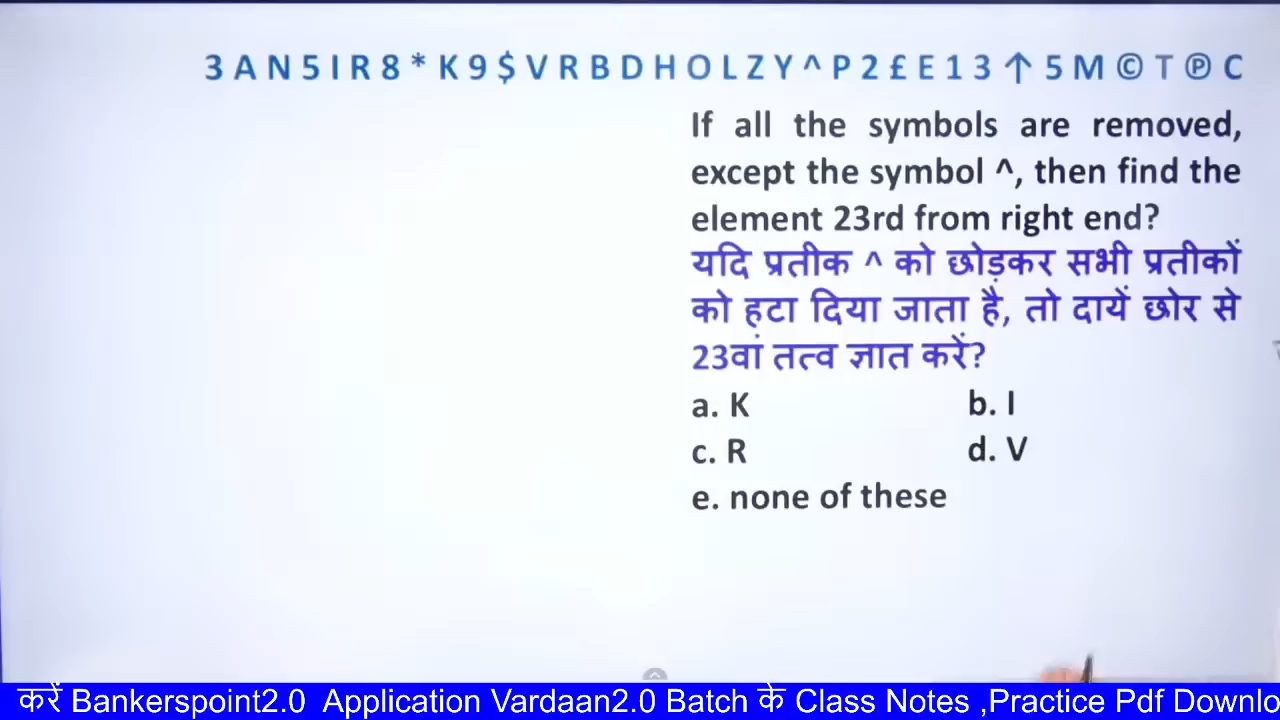 3 A N 5 I R 8 * K 9 $ V R B D H O L Z Y ^ P 2 £ E 1 3 ↑ 5 M © T ℗ C
If all the symbols are removed,
except the symbol ^, then find the
element 23rd from right end?
यदि प्रतीक ^ को छोड़कर सभी प्रतीकों
को हटा दिया जाता है, तो दायें छोर से
23वां तत्व ज्ञात करें?
a. K b. I
c. R d. V
e. none of these
करें Bankerspoint2.0 Application Vardaan2.0 Batch के Class Notes ,Practice Pdf Downlo